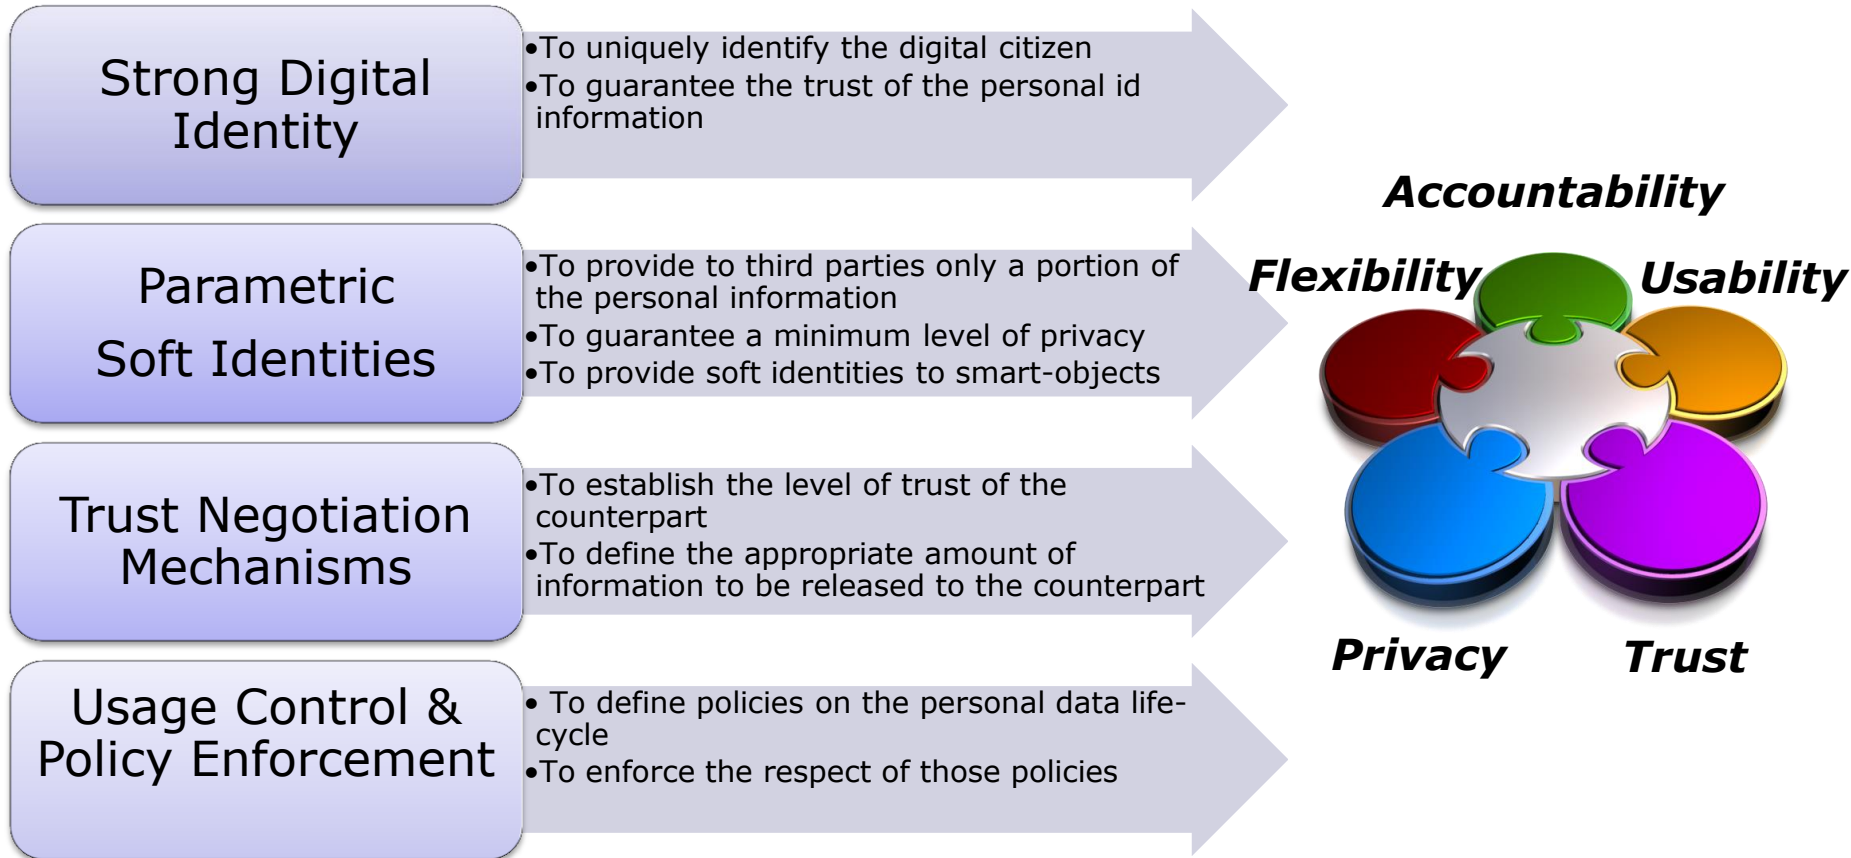 Strong Digital
Identity
•To uniquely identify the digital citizen
•To guarantee the trust of the personal id
information
Parametric
Soft Identities
•To provide to third parties only a portion of
the personal information
•To guarantee a minimum level of privacy
•To provide soft identities to smart-objects
Trust Negotiation
Mechanisms
•To establish the level of trust of the
counterpart
•To define the appropriate amount of
information to be released to the counterpart
Usage Control &
Policy Enforcement
• To define policies on the personal data life-
cycle
•To enforce the respect of those policies
Accountability
Flexibility
Usability
Privacy
Trust